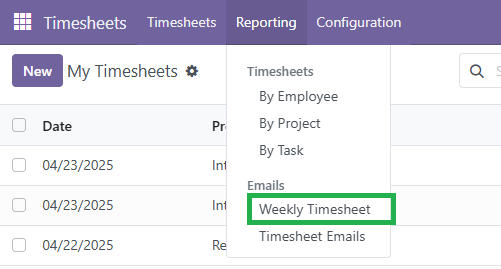 Timesheets Timesheets Reporting Configuration
New My Timesheets
Timesheets
By Employee
By Project
By Task
Emails
Weekly Timesheet
Timesheet Emails
Date
04/23/2025 Int
04/23/2025 Int
04/22/2025 Re